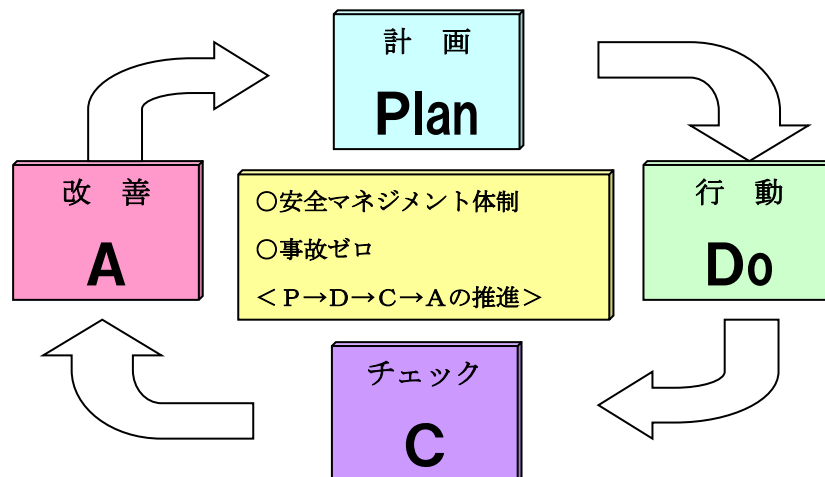 計　画
Plan
改　善
A
○安全マネジメント体制
○事故ゼロ
＜Ｐ→Ｄ→Ｃ→Ａの推進＞
行　動
Do
チェック
C